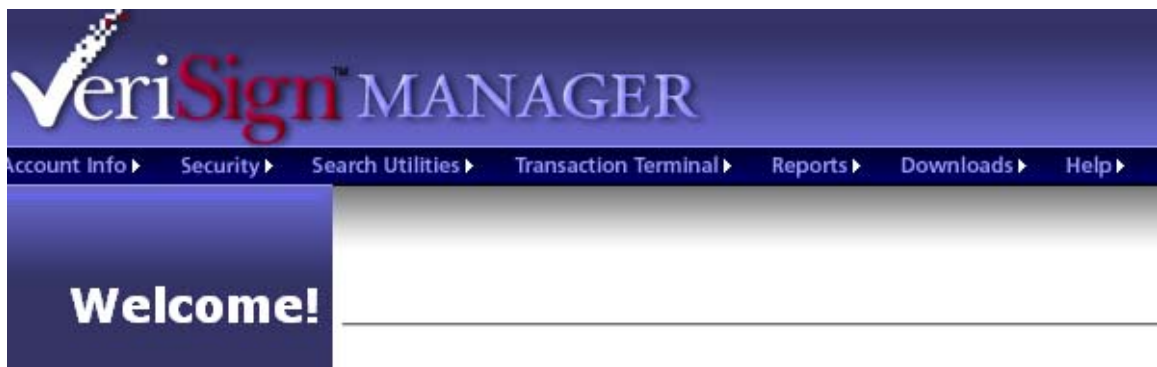 VeriSign™ MANAGER
Account Info Security Search Utilities Transaction Terminal Reports Downloads Help
Welcome!